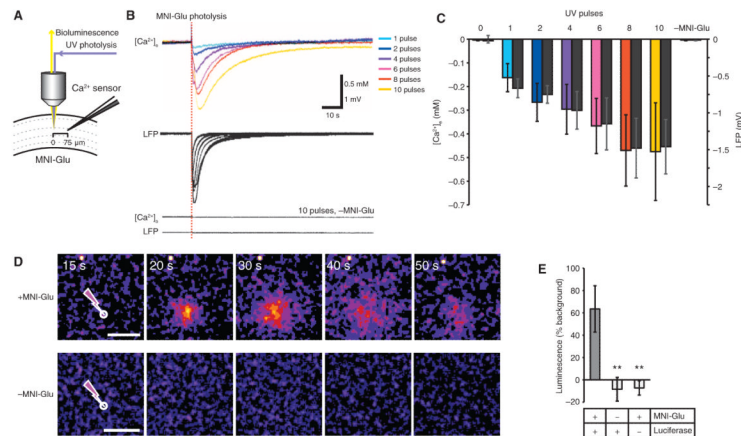 A
Bioluminescence
UV photolysis
Ca²⁺ sensor
0 75 µm
MNI-Glu
B
MNI-Glu photolysis
[Ca²⁺]ₒ
1 pulse
2 pulses
4 pulses
6 pulses
8 pulses
10 pulses
0.5 mM
1 mV
10 s
LFP
10 pulses, –MNI-Glu
[Ca²⁺]ₒ
LFP
C
UV pulses
0 1 2 4 6 8 10 –MNI-Glu
0
−0.1
−0.2
−0.3
−0.4
−0.5
−0.6
−0.7
[Ca²⁺]ₒ (mM)
0
−0.5
−1
−1.5
−2
LFP (mV)
D
15 s 20 s 30 s 40 s 50 s
+MNI-Glu
–MNI-Glu
E
Luminescence (% background)
100
80
60
40
20
0
−20
** **
+ – + MNI-Glu
+ + – Luciferase